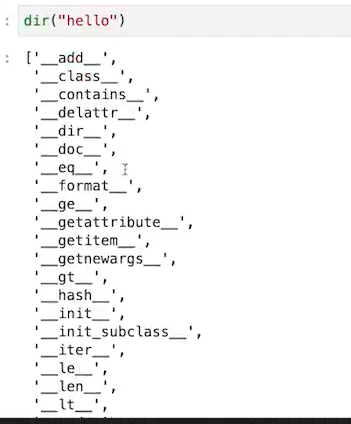 : dir("hello")
: ['__add__',
'__class__',
'__contains__',
'__delattr__',
'__dir__',
'__doc__',
'__eq__',
'__format__',
'__ge__',
'__getattribute__',
'__getitem__',
'__getnewargs__',
'__gt__',
'__hash__',
'__init__',
'__init_subclass__',
'__iter__',
'__le__',
'__len__',
'__lt__',